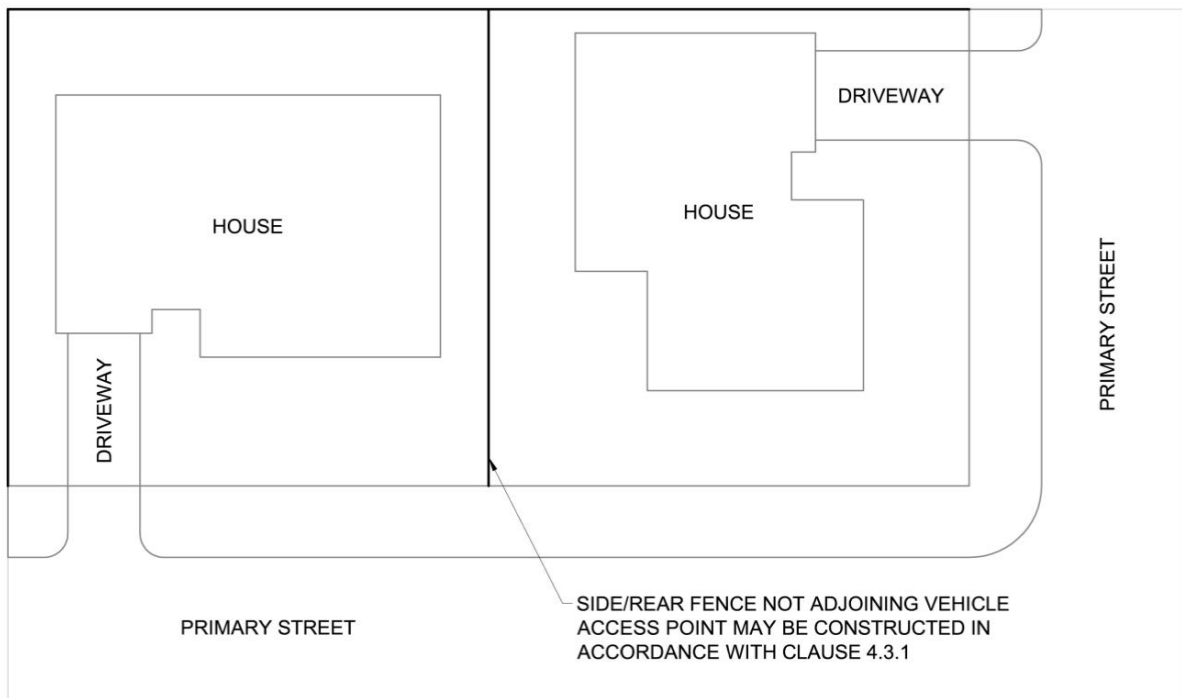 DRIVEWAY
HOUSE
HOUSE
DRIVEWAY
PRIMARY STREET
PRIMARY STREET
SIDE/REAR FENCE NOT ADJOINING VEHICLE
ACCESS POINT MAY BE CONSTRUCTED IN
ACCORDANCE WITH CLAUSE 4.3.1